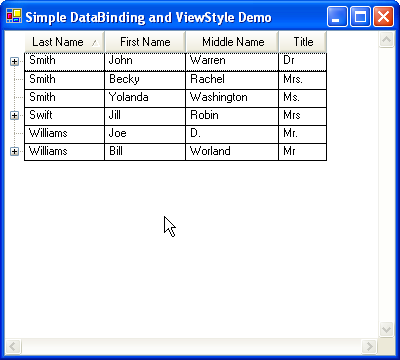 Simple DataBinding and ViewStyle Demo
Last Name First Name Middle Name Title
Smith John Warren Dr
Smith Becky Rachel Mrs.
Smith Yolanda Washington Ms.
Swift Jill Robin Mrs
Williams Joe D. Mr.
Williams Bill Worland Mr